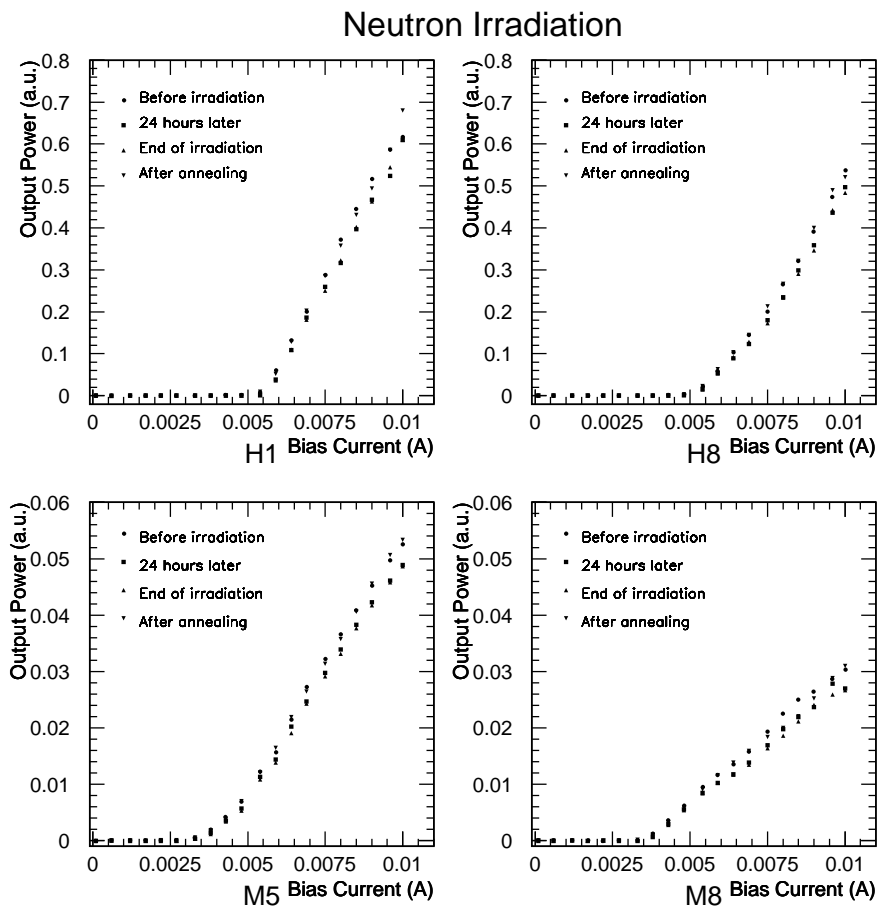 Neutron Irradiation
Output Power (a.u.)
0.8
0.7
0.6
0.5
0.4
0.3
0.2
0.1
0
Before irradiation
24 hours later
End of irradiation
After annealing
0 0.0025 0.005 0.0075 0.01
H1 Bias Current (A)
Output Power (a.u.)
0.8
0.7
0.6
0.5
0.4
0.3
0.2
0.1
0
Before irradiation
24 hours later
End of irradiation
After annealing
0 0.0025 0.005 0.0075 0.01
H8 Bias Current (A)
Output Power (a.u.)
0.06
0.05
0.04
0.03
0.02
0.01
0
Before irradiation
24 hours later
End of irradiation
After annealing
0 0.0025 0.005 0.0075 0.01
M5 Bias Current (A)
Output Power (a.u.)
0.06
0.05
0.04
0.03
0.02
0.01
0
Before irradiation
24 hours later
End of irradiation
After annealing
0 0.0025 0.005 0.0075 0.01
M8 Bias Current (A)